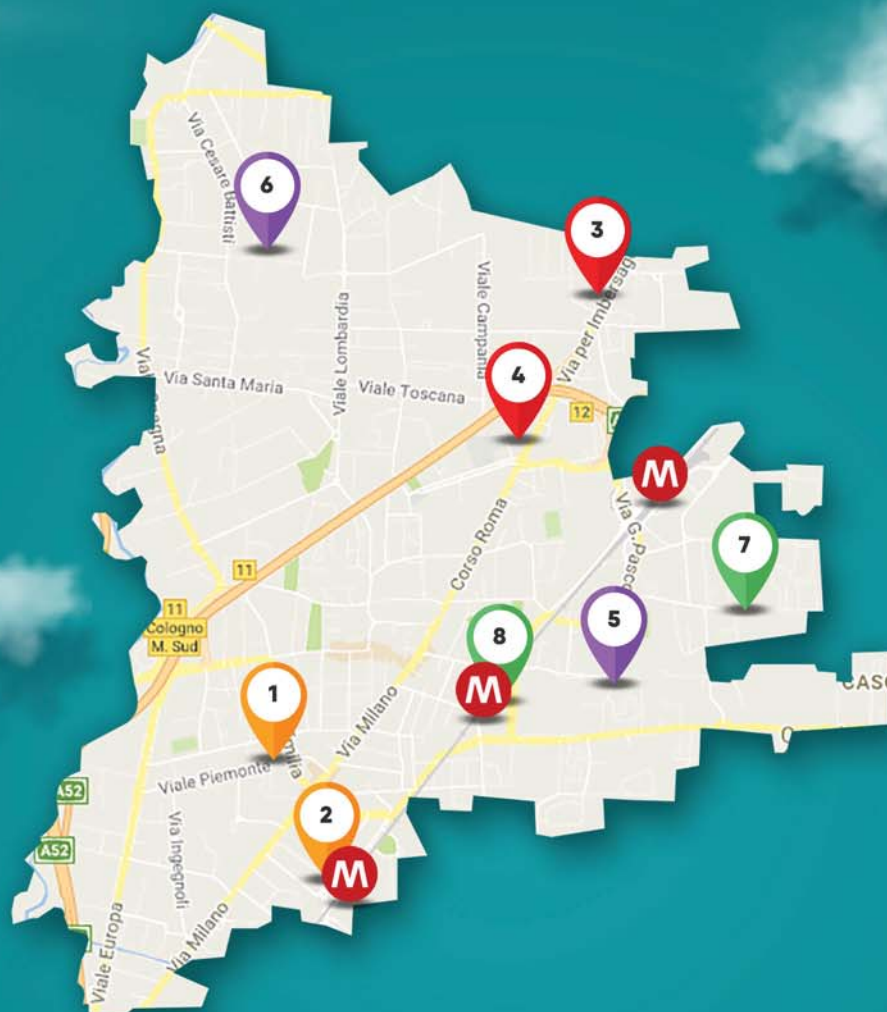 Via Cesare Battisti
6
3
Viale Campania
Via per Imbersag
Viale Lombardia
4
Via Santa Maria
Viale Toscana
12
M
Via G. Pasco
7
Corso Roma
11
11
Cologno
M. Sud
5
8
M
1
CASC
Via Milano
Viale Piemonte
A52
2
Via Ingegnoli
A52
M
Viale Europa
Via Milano